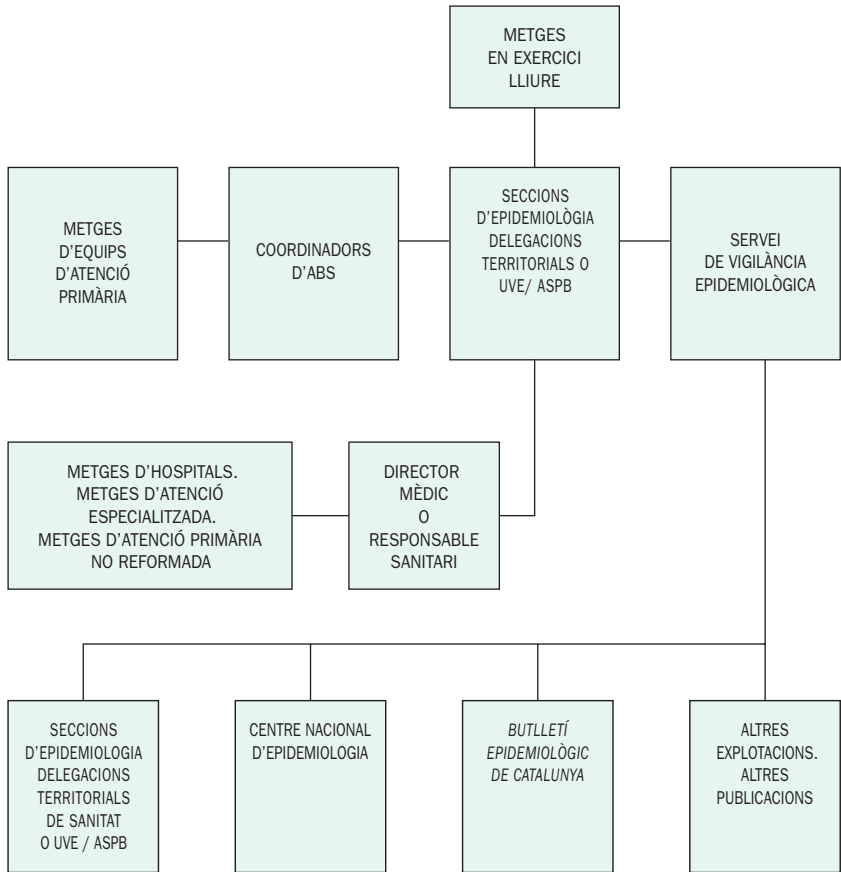 METGES
EN EXERCICI
LLIURE
METGES
D'EQUIPS
D'ATENCIÓ
PRIMÀRIA
COORDINADORS
D'ABS
SECCIONS
D'EPIDEMIOLÒGIA
DELEGACIONS
TERRITORIALS O
UVE/ ASPB
SERVEI
DE VIGILÀNCIA
EPIDEMIOLÒGICA
METGES D'HOSPITALS.
METGES D'ATENCIÓ
ESPECIALITZADA.
METGES D'ATENCIÓ PRIMÀRIA
NO REFORMADA
DIRECTOR
MÈDIC
O
RESPONSABLE
SANITARI
SECCIONS
D'EPIDEMIOLOGIA
DELEGACIONS
TERRITORIALS
DE SANITAT
O UVE / ASPB
CENTRE NACIONAL
D'EPIDEMIOLOGIA
BUTLLETÍ
EPIDEMIOLÒGIC
DE CATALUNYA
ALTRES
EXPLOTACIONS.
ALTRES
PUBLICACIONS